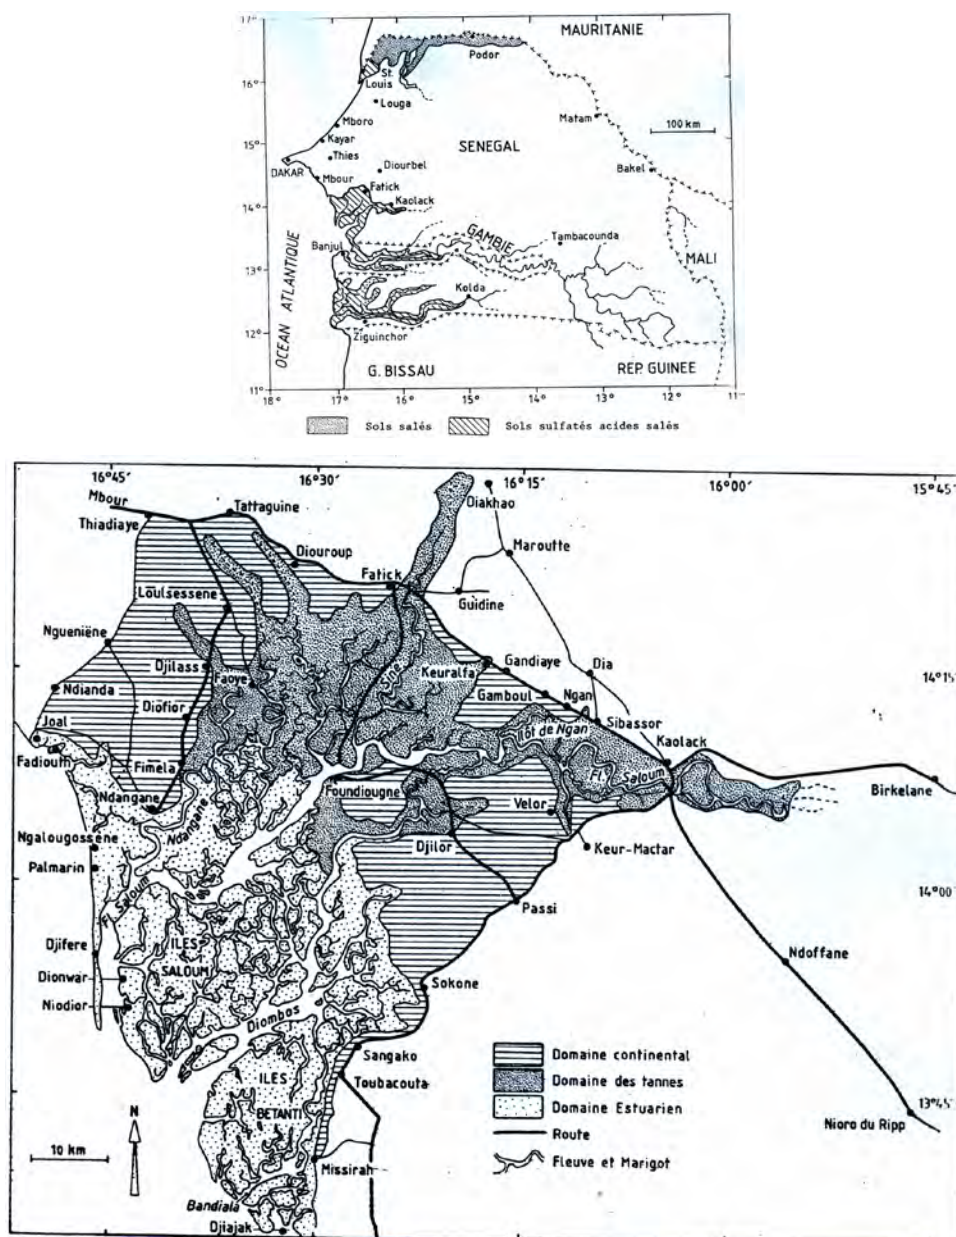 17°
MAURITANIE
Podor
St.
Louis
16°
Louga
Matam
100 km
Mboro
Kayar
SENEGAL
15°
Thies
Diourbel
Bakel
DAKAR
Mbour
Fatick
Kaolack
14°
GAMBIE
Tambacounda
Banjul
MALI
13°
Kolda
OCEAN ATLANTIQUE
12°
Ziguinchor
G. BISSAU
REP. GUINEE
11°
18° 17° 16° 15° 14° 13° 12° 11°
Sols salés
Sols sulfatés acides salés
16°45' 16°30' 16°15' 16°00' 15°45'
Mbour
Tattaguine
Diakhao
Thiadiaye
Diouroup
Maroutte
Fatick
Loulsessene
Guidine
Ngueniëne
Djilass
Keuralfa
Gandiaye
Dia
Faoye
Sine
14°15'
Ndianda
Gamboul
Ngan
Diofior
Ilôt de Ngan
Sibassor
Joal
Kaolack
Fadiouth
Fimela
Fl. Saloum
Foundiougne
Birkelane
Ndangane
Ndangane
Velor
Ngalougossene
Djilor
Keur-Mactar
Palmarin
14°00'
Fl. Saloum
Passi
Djifere
ILES
SALOUM
Ndoffane
Dionwar
Sokone
Niodior
Diombos
Sangako
Domaine continental
ILES
BETANTI
Toubacouta
Domaine des tannes
13°45'
N
Domaine Estuarien
Nioro du Ripp
Route
10 km
Missirah
Fleuve et Marigot
Bandiala
Djiajak